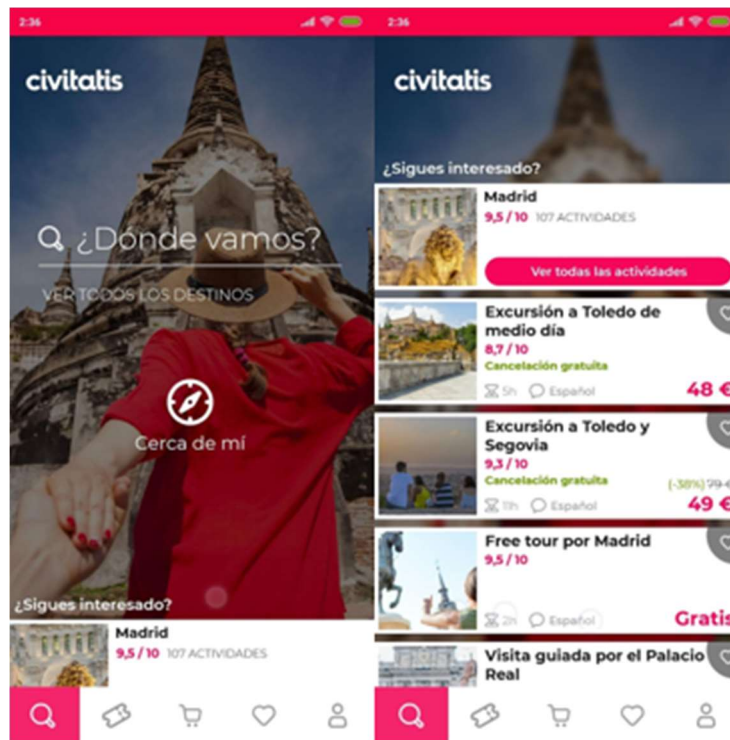 2:36
civitatis
¿Dónde vamos?
VER TODOS LOS DESTINOS
Cerca de mí
¿Sigues interesado?
Madrid
9,5 / 10 107 ACTIVIDADES
2:36
civitatis
¿Sigues interesado?
Madrid
9,5 / 10 107 ACTIVIDADES
Ver todas las actividades
Excursión a Toledo de
medio día
8,7 / 10
Cancelación gratuita
5h Español
48 €
Excursión a Toledo y
Segovia
9,3 / 10
Cancelación gratuita
(-38%) 79 €
11h Español
49 €
Free tour por Madrid
9,5 / 10
2h Español
Gratis
Visita guiada por el Palacio
Real